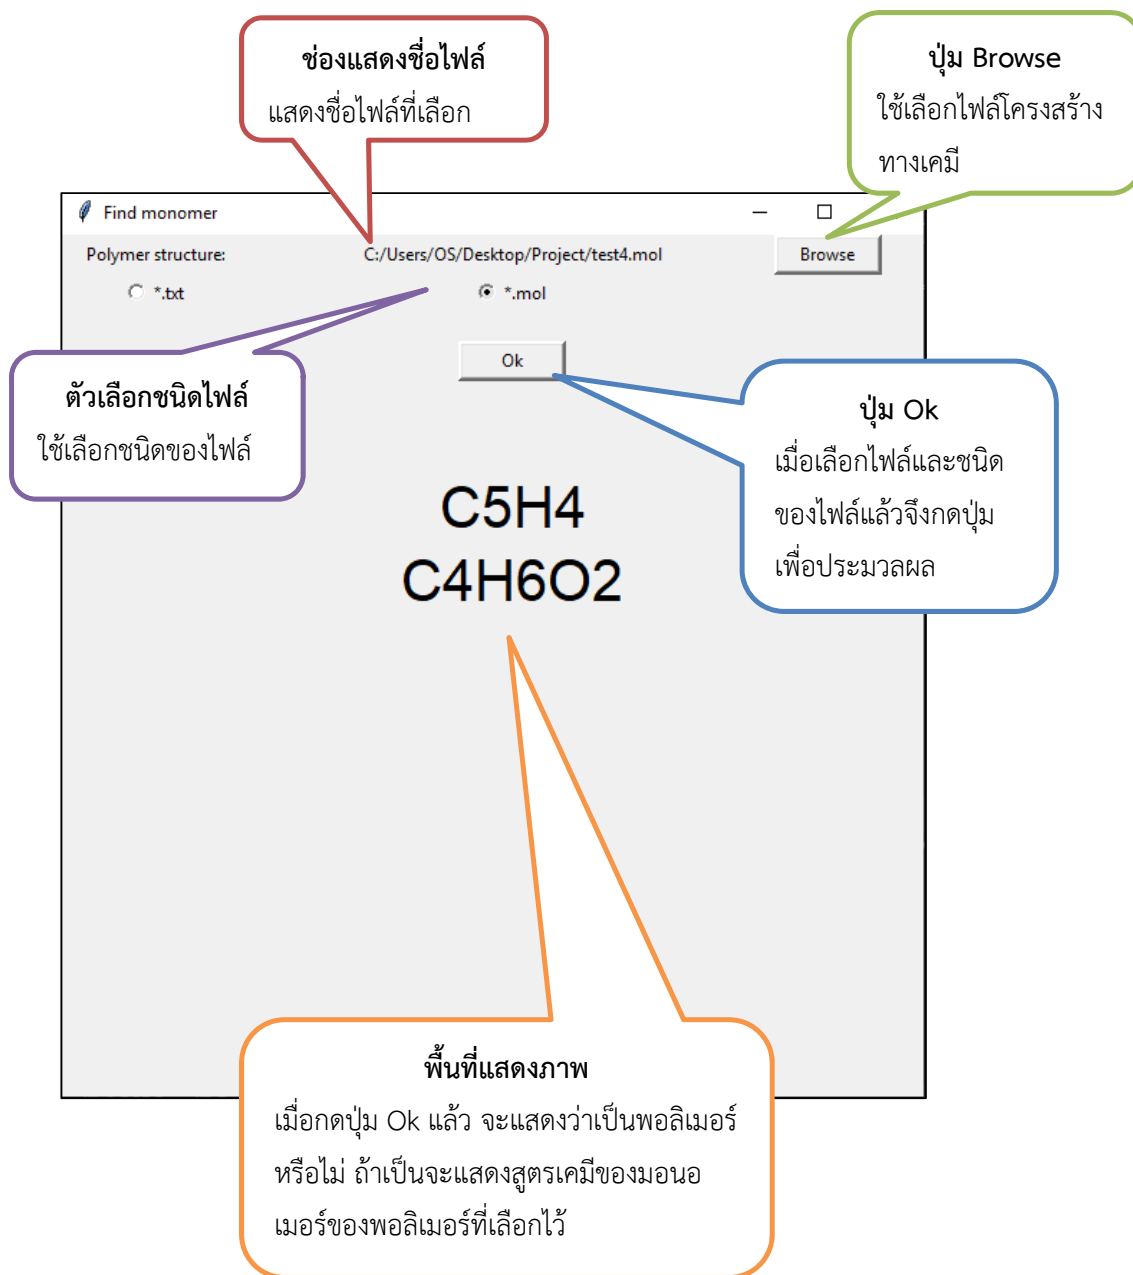 ช่องแสดงชื่อไฟล์
แสดงชื่อไฟล์ที่เลือก
ปุ่ม Browse
ใช้เลือกไฟล์โครงสร้าง
ทางเคมี
Find monomer
Polymer structure:
C:/Users/OS/Desktop/Project/test4.mol
Browse
*.txt
*.mol
Ok
ตัวเลือกชนิดไฟล์
ใช้เลือกชนิดของไฟล์
ปุ่ม Ok
เมื่อเลือกไฟล์และชนิด
ของไฟล์แล้วจึงกดปุ่ม
เพื่อประมวลผล
C5H4
C4H6O2
พื้นที่แสดงภาพ
เมื่อกดปุ่ม Ok แล้ว จะแสดงว่าเป็นพอลิเมอร์
หรือไม่ ถ้าเป็นจะแสดงสูตรเคมีของมอนอ
เมอร์ของพอลิเมอร์ที่เลือกไว้